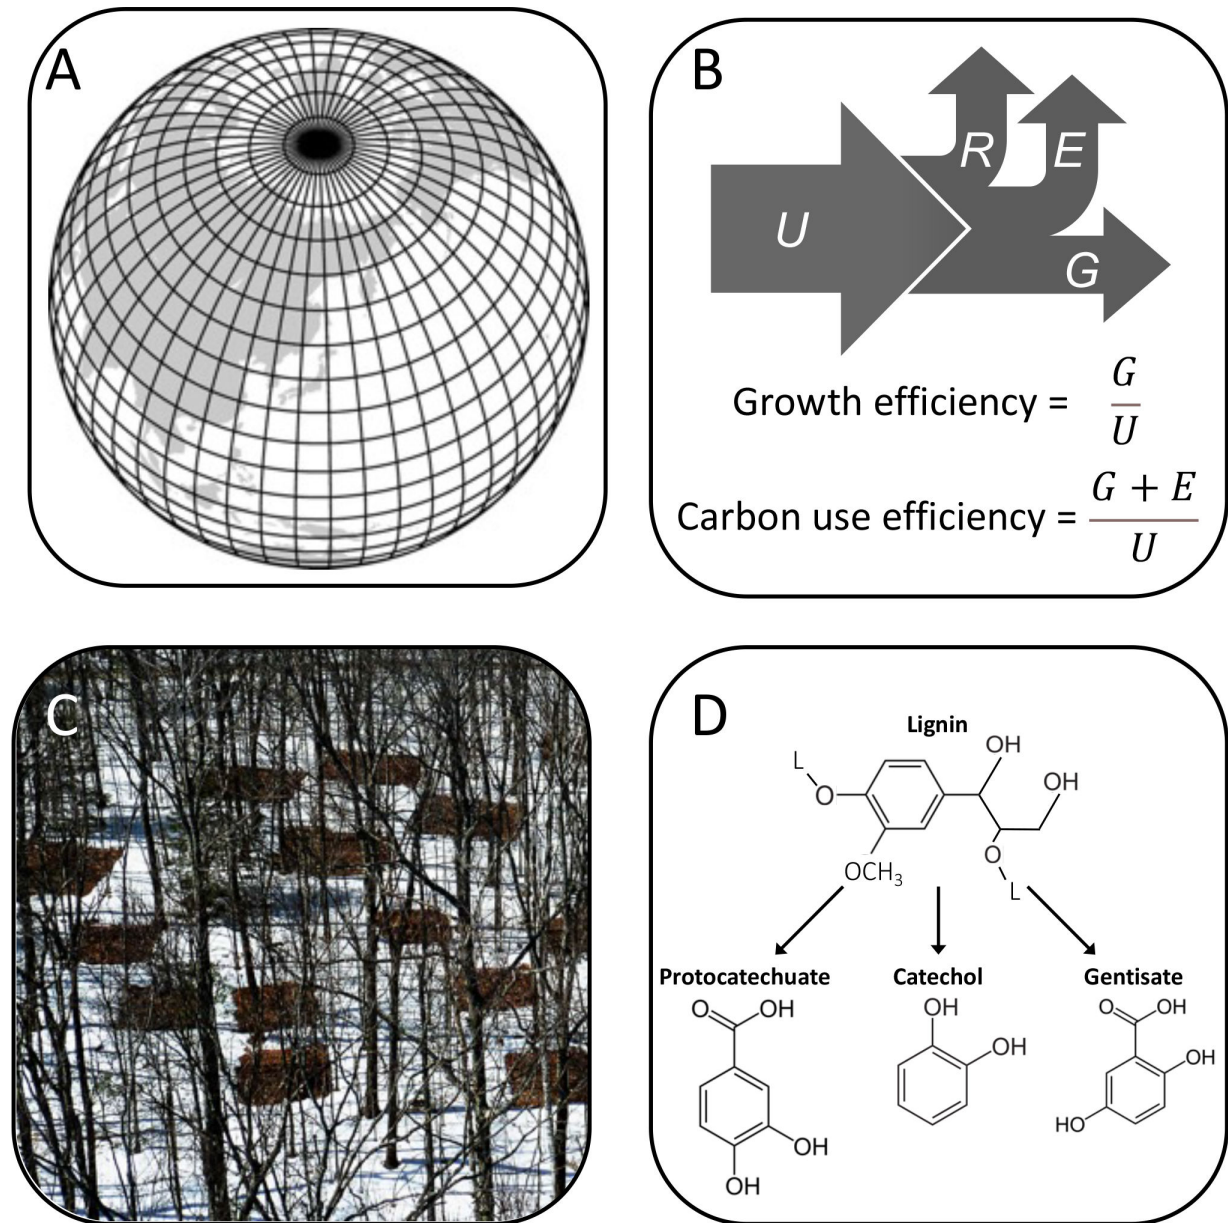 A
B
R
E
U
G
Growth efficiency = G/U
Carbon use efficiency = G + E/U
C
D
Lignin
OH
L
OH
O
O
OCH₃
L
Protocatechuate
Catechol
Gentisate
O
OH
OH
O
OH
OH
OH
OH
HO
OH